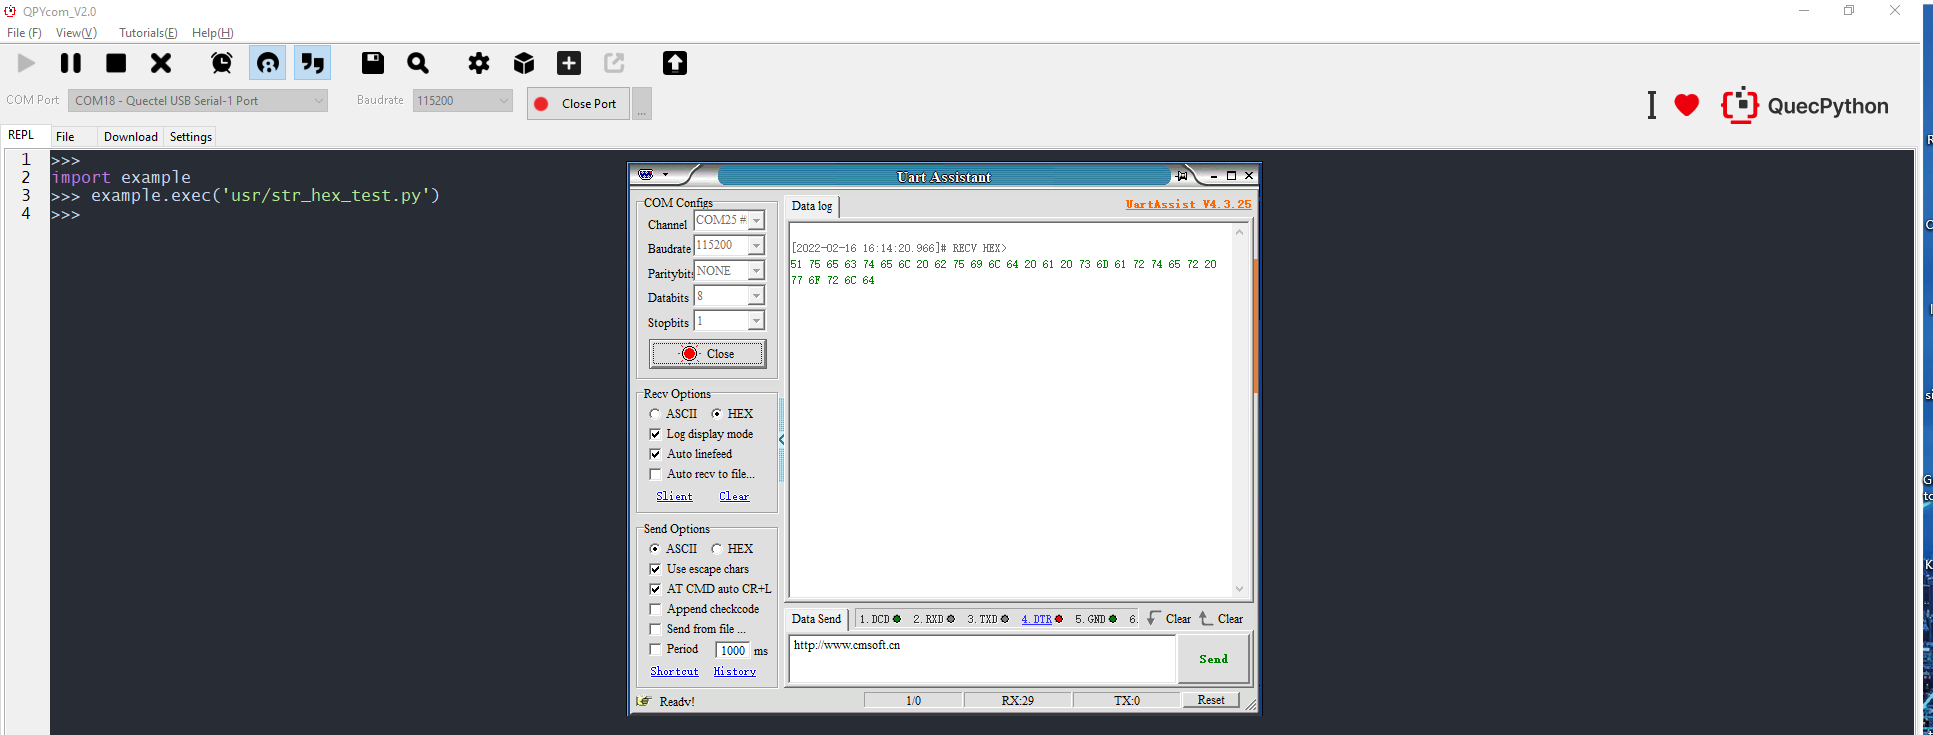 QPYcom_V2.0
File (F) View(V) Tutorials(E) Help(H)
COM Port COM18 - Quectel USB Serial-1 Port Baudrate 115200 Close Port ...
I QuecPython
REPL File Download Settings
1 >>>
2 import example
3 >>> example.exec('usr/str_hex_test.py')
4 >>>
Uart Assistant
COM Configs
Channel COM25 #
Baudrate 115200
Paritybits NONE
Databits 8
Stopbits 1
Close
Recv Options
ASCII HEX
Log display mode
Auto linefeed
Auto recv to file...
Slient Clear
Send Options
ASCII HEX
Use escape chars
AT CMD auto CR+L
Append checkcode
Send from file ...
Period 1000 ms
Shortcut History
Data log UartAssist V4.3.25
[2022-02-16 16:14:20.966]# RECV HEX>
51 75 65 63 74 65 6C 20 62 75 69 6C 64 20 61 20 73 6D 61 72 74 65 72 20
77 6F 72 6C 64
Data Send 1.DCD 2.RXD 3.TXD 4.DTR 5.GND 6. Clear Clear
http://www.cmsoft.cn
Send
Ready! 1/0 RX:29 TX:0 Reset